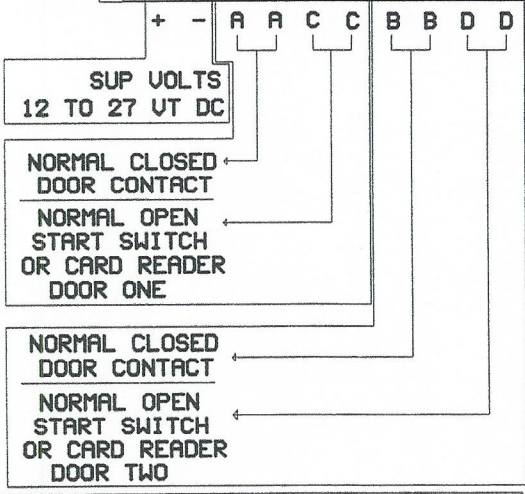 + - A A C C B B D D
SUP VOLTS
12 TO 27 VT DC
NORMAL CLOSED
DOOR CONTACT
NORMAL OPEN
START SWITCH
OR CARD READER
DOOR ONE
NORMAL CLOSED
DOOR CONTACT
NORMAL OPEN
START SWITCH
OR CARD READER
DOOR TWO